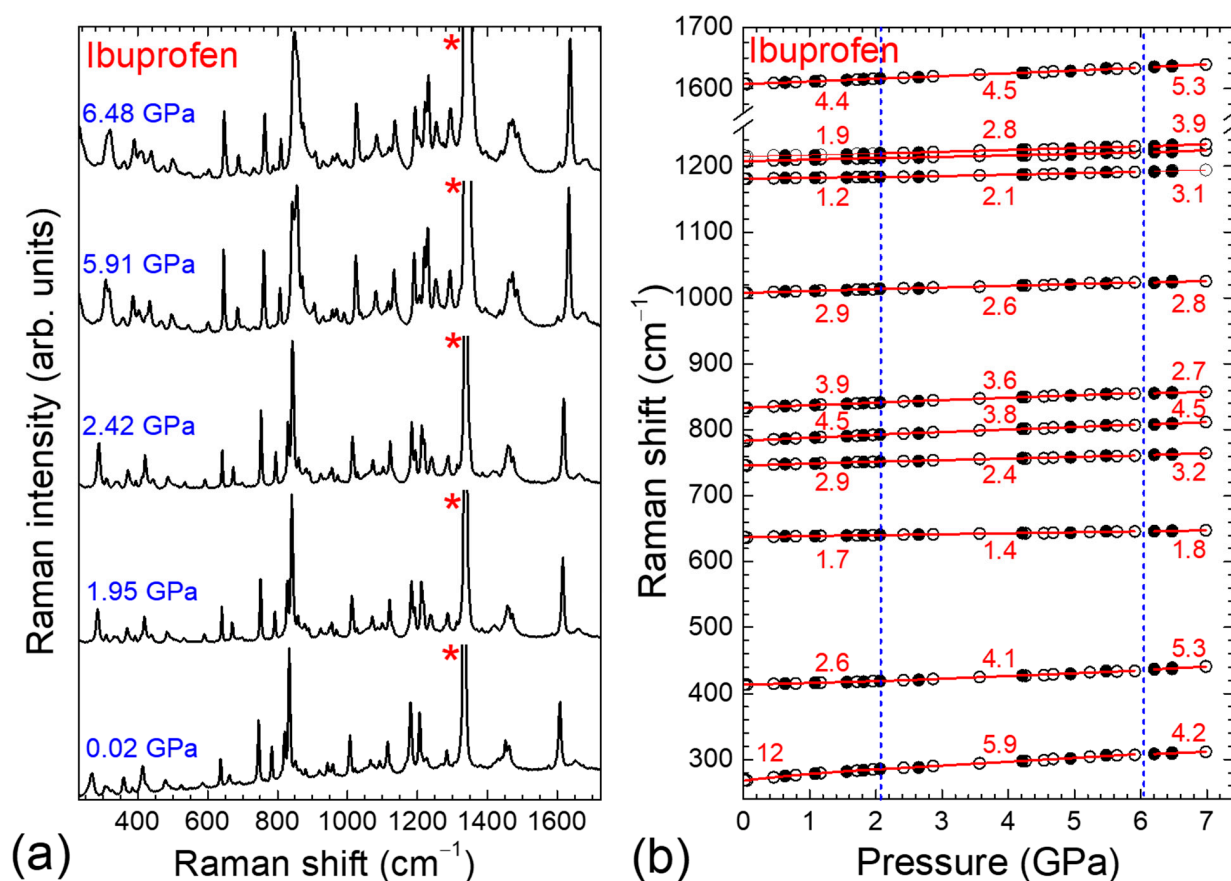 Ibuprofen
*
6.48 GPa
*
5.91 GPa
*
2.42 GPa
*
1.95 GPa
*
0.02 GPa
Raman intensity (arb. units)
400 600 800 1000 1200 1400 1600
Raman shift (cm⁻¹)
(a)
Ibuprofen
1700
1600
1200
1100
1000
900
800
700
600
500
400
300
4.4 4.5 5.3
1.9 2.8 3.9
1.2 2.1 3.1
2.9 2.6 2.8
3.9 3.6 2.7
4.5 3.8 4.5
2.9 2.4 3.2
1.7 1.4 1.8
2.6 4.1 5.3
12 5.9 4.2
Raman shift (cm⁻¹)
0 1 2 3 4 5 6 7
Pressure (GPa)
(b)